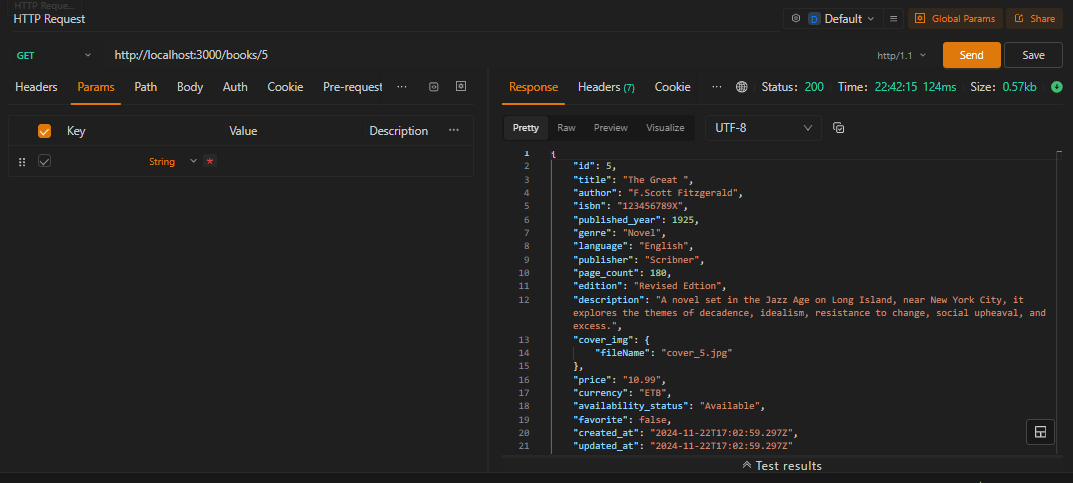 HTTP Reque...
HTTP Request
D Default
Global Params
Share
GET http://localhost:3000/books/5
http/1.1
Send
Save
Headers Params Path Body Auth Cookie Pre-request ...
Response Headers (7) Cookie ... Status: 200 Time: 22:42:15 124ms Size: 0.57kb
Key Value Description ...
String *
Pretty Raw Preview Visualize UTF-8
1 {
2 "id": 5,
3 "title": "The Great ",
4 "author": "F.Scott Fitzgerald",
5 "isbn": "123456789X",
6 "published_year": 1925,
7 "genre": "Novel",
8 "language": "English",
9 "publisher": "Scribner",
10 "page_count": 180,
11 "edition": "Revised Edtion",
12 "description": "A novel set in the Jazz Age on Long Island, near New York City, it
explores the themes of decadence, idealism, resistance to change, social upheaval, and
excess.",
13 "cover_img": {
14 "fileName": "cover_5.jpg"
15 },
16 "price": "10.99",
17 "currency": "ETB",
18 "availability_status": "Available",
19 "favorite": false,
20 "created_at": "2024-11-22T17:02:59.297Z",
21 "updated_at": "2024-11-22T17:02:59.297Z"
Test results